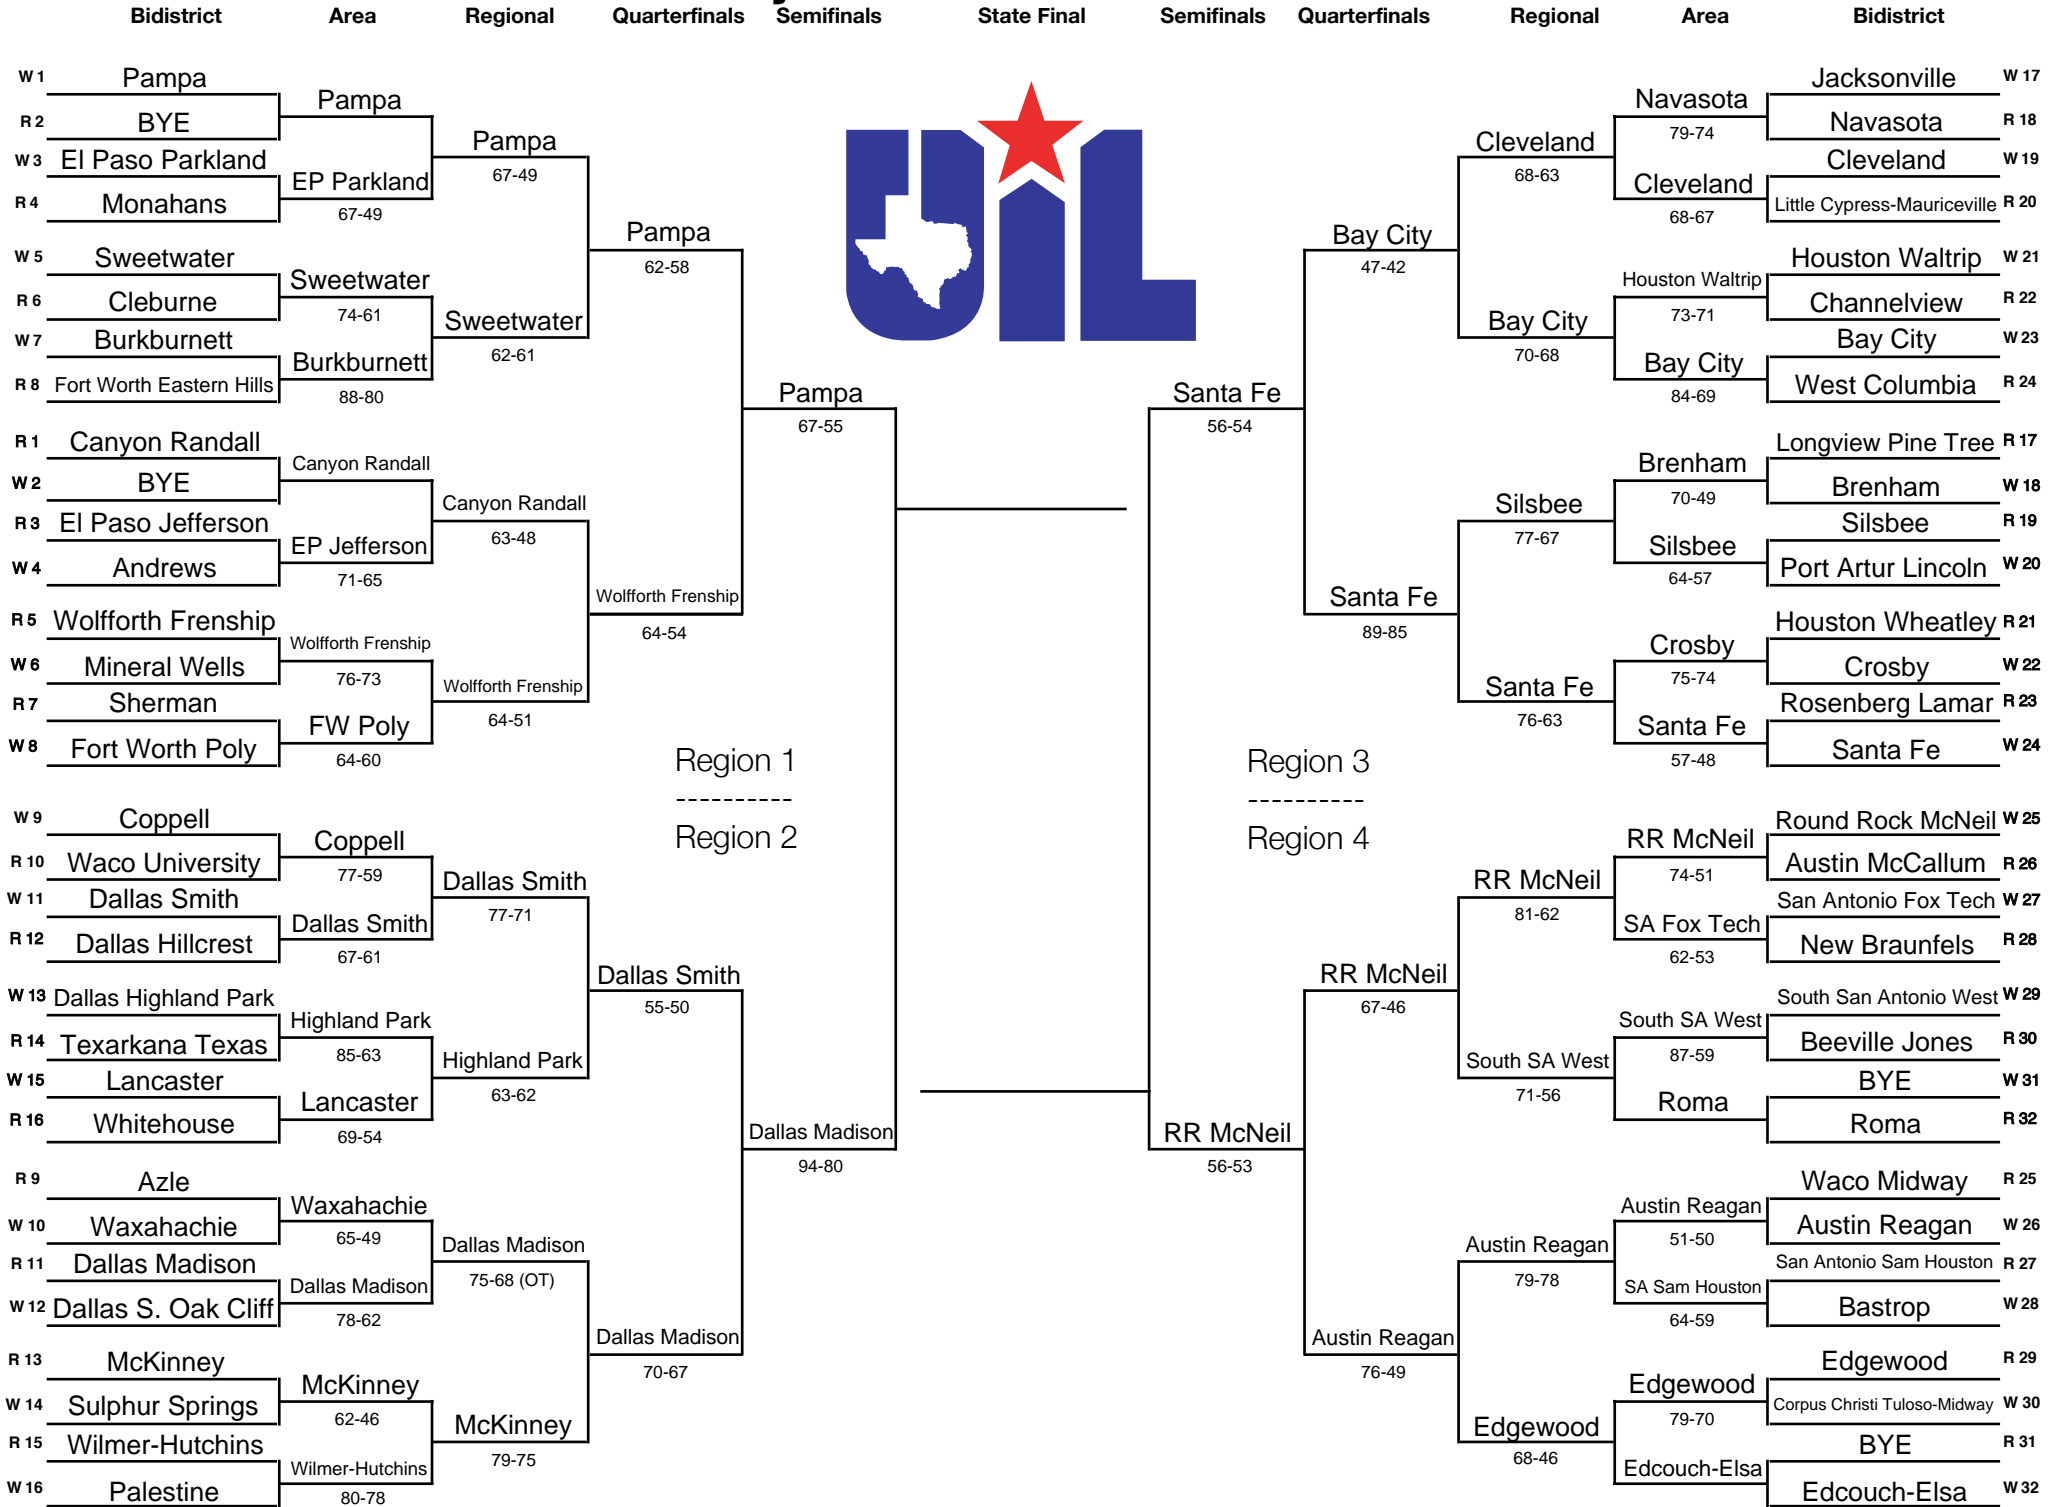 Bidistrict Area Regional Quarterfinals Semifinals State Final Semifinals Quarterfinals Regional Area Bidistrict
W 1 Pampa
Pampa
R 2 BYE
Pampa
67-49
W 3 El Paso Parkland
EP Parkland
67-49
R 4 Monahans
Pampa
62-58
W 5 Sweetwater
Sweetwater
74-61
R 6 Cleburne
Sweetwater
62-61
W 7 Burkburnett
Burkburnett
88-80
R 8 Fort Worth Eastern Hills
Pampa
67-55
R 1 Canyon Randall
Canyon Randall
W 2 BYE
Canyon Randall
63-48
R 3 El Paso Jefferson
EP Jefferson
71-65
W 4 Andrews
Wolfforth Frenship
64-54
R 5 Wolfforth Frenship
Wolfforth Frenship
76-73
W 6 Mineral Wells
Wolfforth Frenship
64-51
R 7 Sherman
FW Poly
64-60
W 8 Fort Worth Poly
Region 1
----------
Region 2
W 9 Coppell
Coppell
77-59
R 10 Waco University
Dallas Smith
77-71
W 11 Dallas Smith
Dallas Smith
67-61
R 12 Dallas Hillcrest
Dallas Smith
55-50
W 13 Dallas Highland Park
Highland Park
85-63
R 14 Texarkana Texas
Highland Park
63-62
W 15 Lancaster
Lancaster
69-54
R 16 Whitehouse
Dallas Madison
94-80
R 9 Azle
Waxahachie
65-49
W 10 Waxahachie
Dallas Madison
75-68 (OT)
R 11 Dallas Madison
Dallas Madison
78-62
W 12 Dallas S. Oak Cliff
Dallas Madison
70-67
R 13 McKinney
McKinney
62-46
W 14 Sulphur Springs
McKinney
79-75
R 15 Wilmer-Hutchins
Wilmer-Hutchins
80-78
W 16 Palestine
UIL
Jacksonville W 17
Navasota
79-74
Navasota R 18
Cleveland
68-63
Cleveland W 19
Cleveland
68-67
Little Cypress-Mauriceville R 20
Bay City
47-42
Houston Waltrip W 21
Houston Waltrip
73-71
Channelview R 22
Bay City
70-68
Bay City W 23
Bay City
84-69
West Columbia R 24
Santa Fe
56-54
Longview Pine Tree R 17
Brenham
70-49
Brenham W 18
Silsbee
77-67
Silsbee R 19
Silsbee
64-57
Port Artur Lincoln W 20
Santa Fe
89-85
Houston Wheatley R 21
Crosby
75-74
Crosby W 22
Santa Fe
76-63
Rosenberg Lamar R 23
Santa Fe
57-48
Santa Fe W 24
Region 3
----------
Region 4
Round Rock McNeil W 25
RR McNeil
74-51
Austin McCallum R 26
RR McNeil
81-62
San Antonio Fox Tech W 27
SA Fox Tech
62-53
New Braunfels R 28
RR McNeil
67-46
South San Antonio West W 29
South SA West
87-59
Beeville Jones R 30
South SA West
71-56
BYE W 31
Roma
Roma R 32
RR McNeil
56-53
Waco Midway R 25
Austin Reagan
51-50
Austin Reagan W 26
Austin Reagan
79-78
San Antonio Sam Houston R 27
SA Sam Houston
64-59
Bastrop W 28
Austin Reagan
76-49
Edgewood R 29
Edgewood
79-70
Corpus Christi Tuloso-Midway W 30
Edgewood
68-46
BYE R 31
Edcouch-Elsa
Edcouch-Elsa W 32